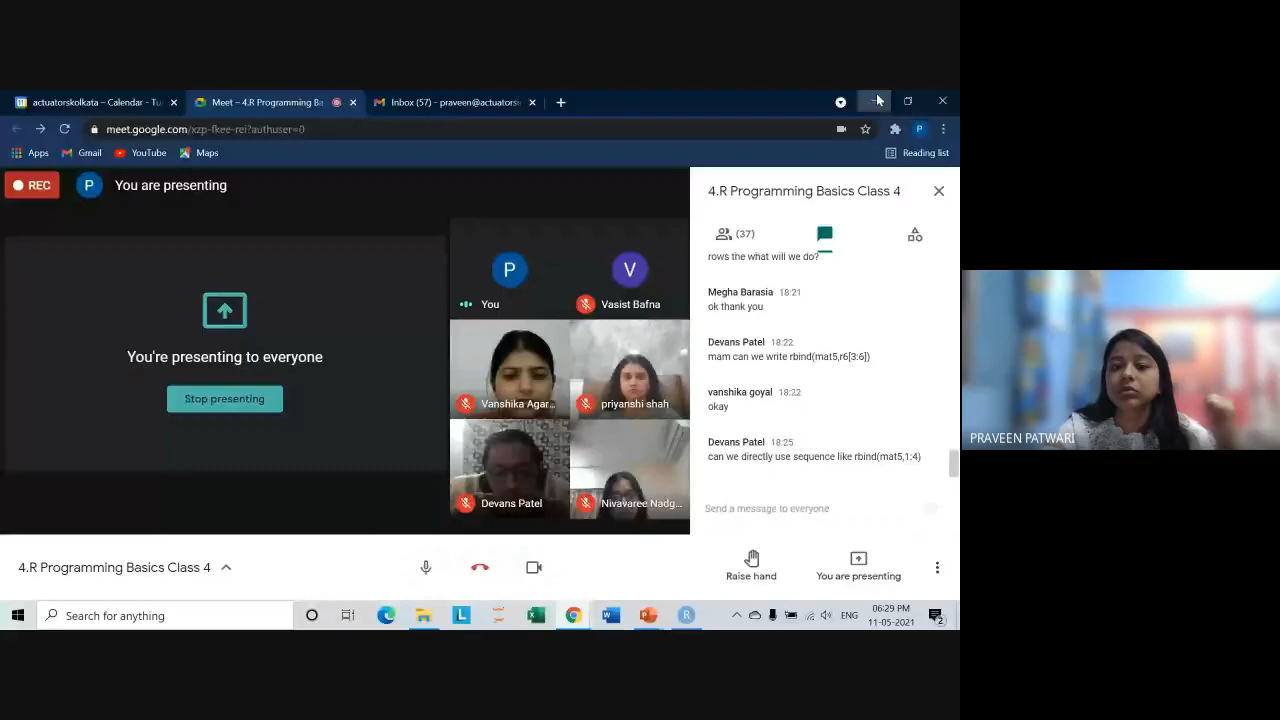 actuatorskolkata – Calendar - Tu
Meet – 4.R Programming Ba
Inbox (57) - praveen@actuators
meet.google.com/xzp-fkee-rei?authuser=0
P
Apps
Gmail
YouTube
Maps
Reading list
REC
P
You are presenting
4.R Programming Basics Class 4
(37)
rows the what will we do?
Megha Barasia 18:21
ok thank you
Devans Patel 18:22
mam can we write rbind(mat5,r6[3:6])
vanshika goyal 18:22
okay
Devans Patel 18:25
can we directly use sequence like rbind(mat5,1:4)
Send a message to everyone
You're presenting to everyone
Stop presenting
P
You
V
Vasist Bafna
Vanshika Agar...
priyanshi shah
Devans Patel
Nivavaree Nadg...
PRAVEEN PATWARI
4.R Programming Basics Class 4
Raise hand
You are presenting
Search for anything
L
R
ENG
06:29 PM
11-05-2021
2